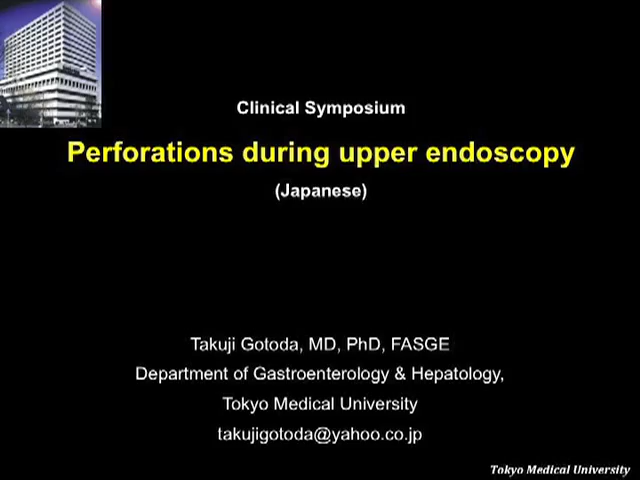 Clinical Symposium
Perforations during upper endoscopy
(Japanese)
Takuji Gotoda, MD, PhD, FASGE
Department of Gastroenterology & Hepatology,
Tokyo Medical University
takujigotoda@yahoo.co.jp
Tokyo Medical University